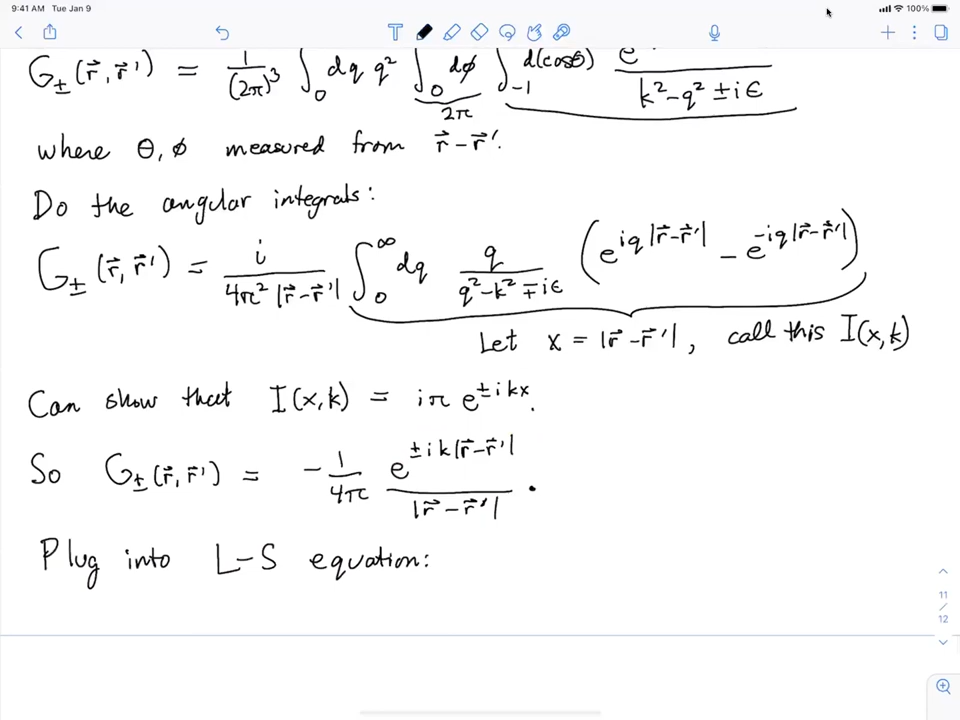 9:41 AM Tue Jan 9 100%
G±(r⃗, r⃗′) = 1/(2π)³ ∫₀ dq q² ∫₀ dϕ ∫₋₁ d(cosθ) e / (k²−q² ± iϵ)
2π
where θ, ϕ measured from r⃗−r⃗′.
Do the angular integrals:
G±(r⃗, r⃗′) = i/(4π² |r⃗−r⃗′|) ∫₀^∞ dq q/(q²−k² ∓ iϵ) (e^{iq|r⃗−r⃗′|} − e^{−iq|r⃗−r⃗′|})
Let x = |r⃗−r⃗′|, call this I(x,k)
Can show that I(x,k) = iπ e^{±ikx}.
So G±(r⃗, r⃗′) = −1/4π e^{±ik|r⃗−r⃗′|}/|r⃗−r⃗′| .
Plug into L-S equation:
11
/
12